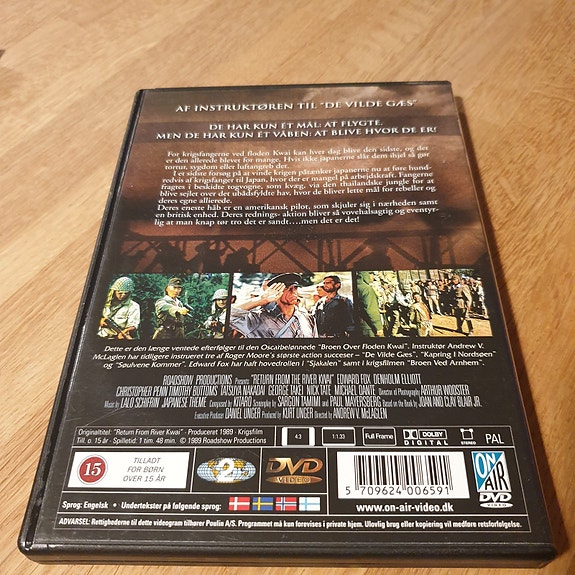 AF INSTRUKTØREN TIL "DE VILDE GÆS"
DE HAR KUN ÉT MÅL: AT FLYGTE.
MEN DE HAR KUN ÉT VÅBEN: AT BLIVE HVOR DE ER!
For krigsfangerne ved floden Kwai kan hver dag blive den sidste, og det
er den allerede blevet for mange. Hvis ikke japanerne slår dem ihjel så gør
tortur, sygdom eller luftangreb det.
I et sidste forsøg på at vinde krigen påtænker japanerne nu at føre hund-
redvis af krigsfanger til Japan, hvor der er mangel på arbejdskraft. Fangerne
fragtes i beskidte togvogne, som kvæg, via den thailandske jungle for at
blive sejlet over det ubådsfyldte hav, hvor de bliver lette mål for rebeller og
deres egne allierede.
Deres eneste håb er en amerikansk pilot, som skjuler sig i nærheden samt
en britisk enhed. Deres rednings- aktion bliver så vovehalsagtig og eventyr-
lig at man knap tør tro det er sandt....men det er det!
Dette er den længe ventede efterfølger til den Oscarbelønnede "Broen Over Floden Kwai". Instruktør Andrew V.
McLaglen har tidligere instrueret tre af Roger Moore's største action succeser – "De Vilde Gæs", "Kapring I Nordsøen"
og "Søulvene Kommer". Edward Fox har haft hovedrollen i "Sjakalen" samt i krigsfilmen "Broen Ved Arnhem".
ROADSHOW PRODUCTIONS Presents "RETURN FROM THE RIVER KWAI" EDWARD FOX DENHOLM ELLIOTT
CHRISTOPHER PENN TIMOTHY BOTTOMS TATSUYA NAKADAI GEORGE TAKEI NICK TATE MICHAEL DANTE Director of Photography ARTHUR WOOSTER
Music by LALO SCHIFRIN JAPANESE THEME Composed by KITARO Screenplay by SARGON TAMIMI and PAUL MAYERSBERG Based on the Book by JOAN AND CLAY BLAIR JR.
Executive Producer DANIEL UNGER Produced by KURT UNGER Directed by ANDREW V. McLAGLEN
Originaltitel: "Return From River Kwai" - Produceret 1989 - Krigsfilm
Till. o. 15 år - Spilletid: 1 tim. 48 min. © 1989 Roadshow Productions
4:3
1:1.33
Full Frame
DOLBY
DIGITAL
STEREO
PAL
15
TILLADT
FOR BØRN
OVER 15 ÅR
2
DVD
VIDEO
5 709624 006591
ON
AIR
DVD
VIDEO
Sprog: Engelsk • Undertekster på følgende sprog:
www.on-air-video.dk
ADVARSEL: Rettighederne til dette videogram tilhører Poulin A/S. Programmet må kun forevises i private hjem. Ulovlig brug eller kopiering vil medføre retsforfølgelse.